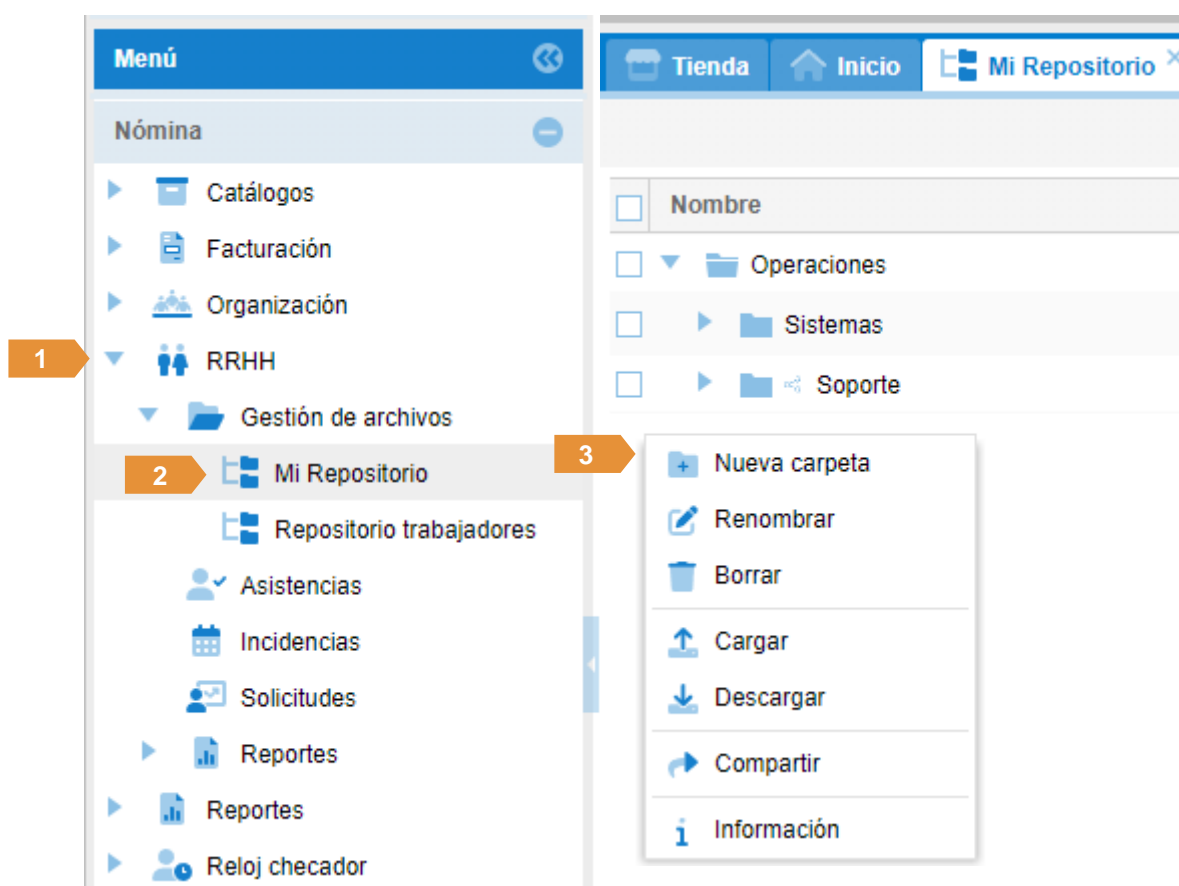 Menú
Nómina
Catálogos
Facturación
Organización
1
RRHH
Gestión de archivos
2
Mi Repositorio
Repositorio trabajadores
Asistencias
Incidencias
Solicitudes
Reportes
Reportes
Reloj checador
Tienda
Inicio
Mi Repositorio
Nombre
Operaciones
Sistemas
Soporte
3
Nueva carpeta
Renombrar
Borrar
Cargar
Descargar
Compartir
Información